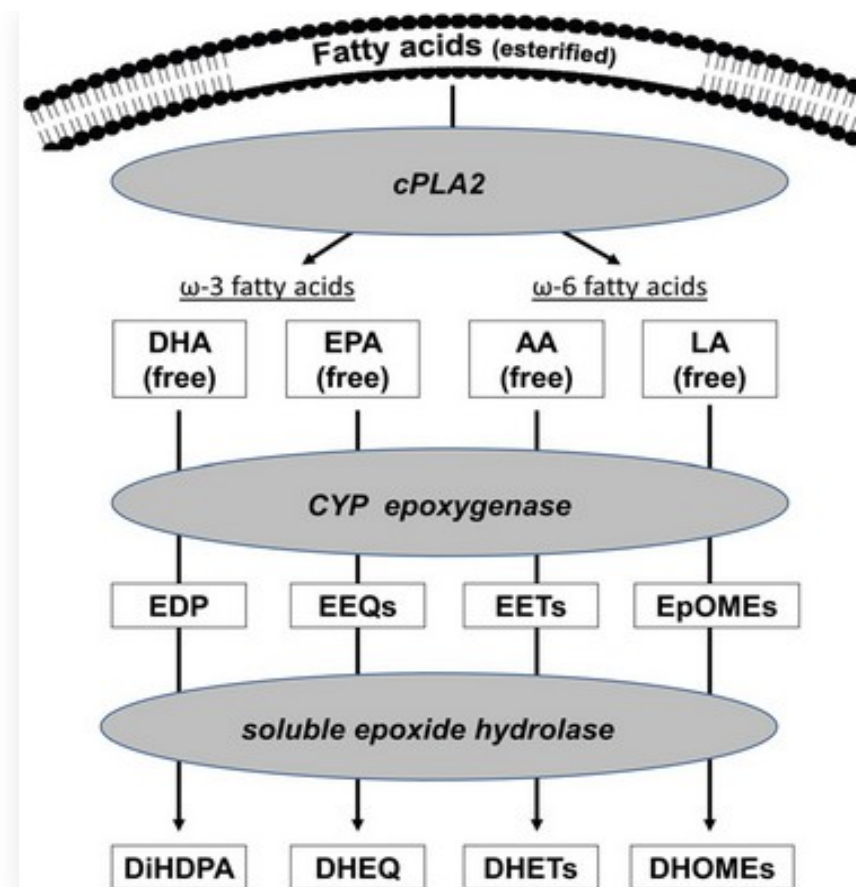 Fatty acids (esterified)
cPLA2
ω-3 fatty acids ω-6 fatty acids
DHA
(free)
EPA
(free)
AA
(free)
LA
(free)
CYP epoxygenase
EDP EEQs EETs EpOMEs
soluble epoxide hydrolase
DiHDPA DHEQ DHETs DHOMEs